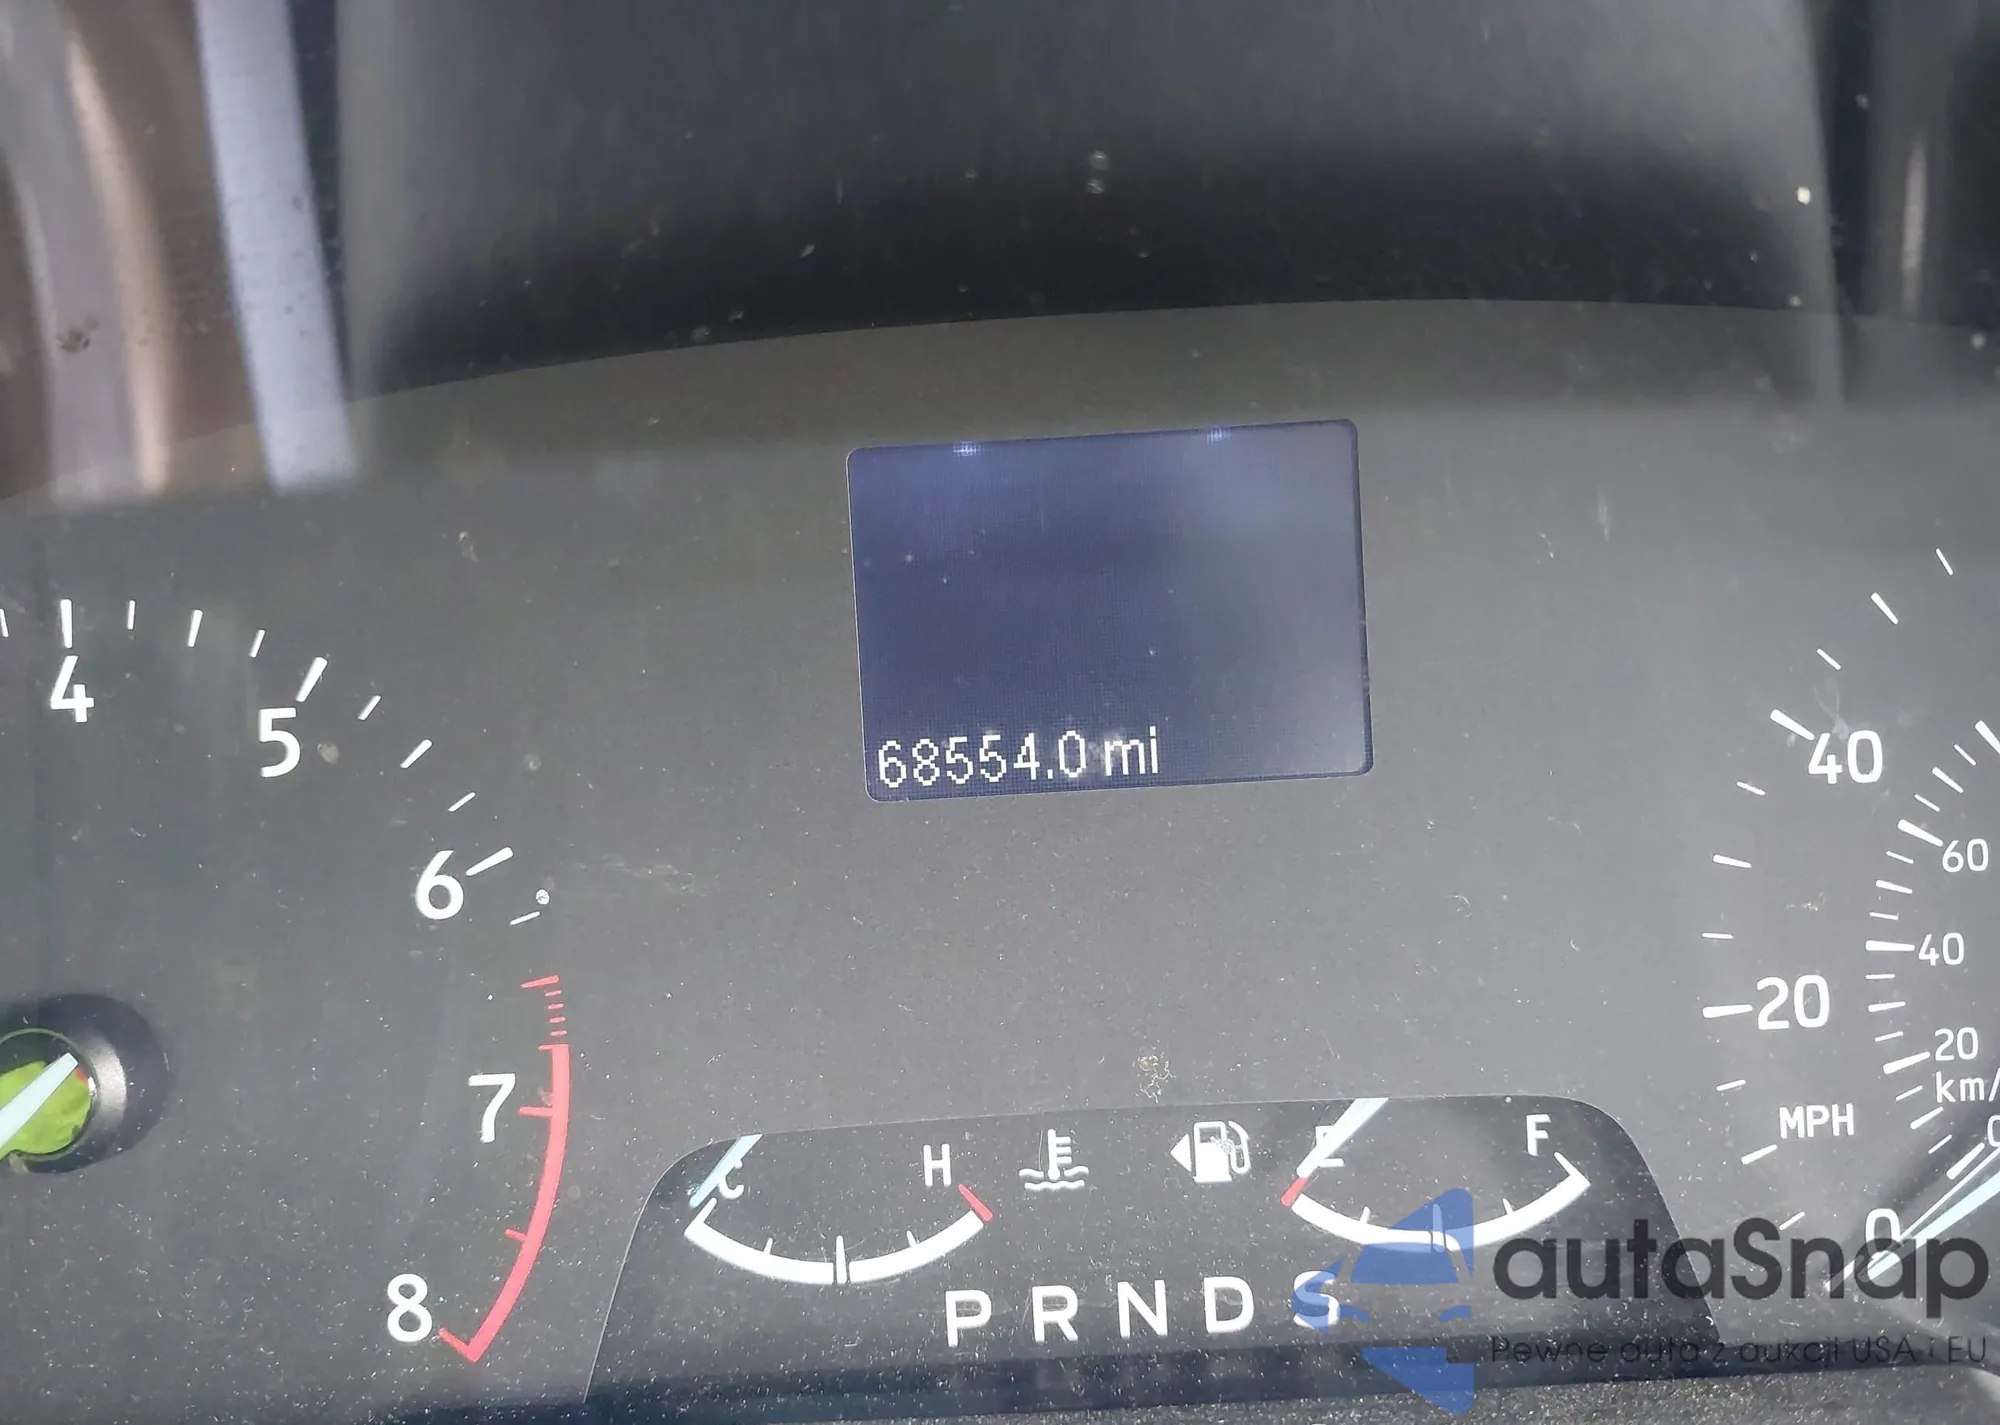 68554.0 mi
4
5
6
7
8
40
20
MPH
0
60
40
20
km/
C
H
E
F
P R N D S
autaSnap
Pewne auta z aukcji USA i EU